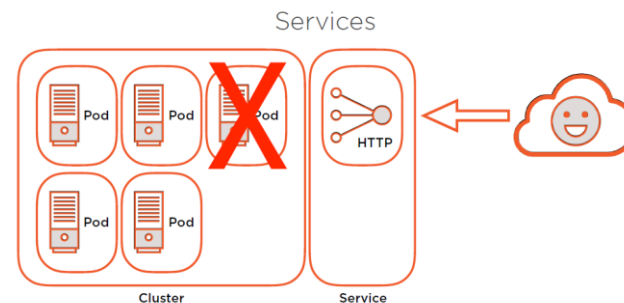 Services
Pod
Pod
Pod
HTTP
Pod
Pod
Cluster
Service